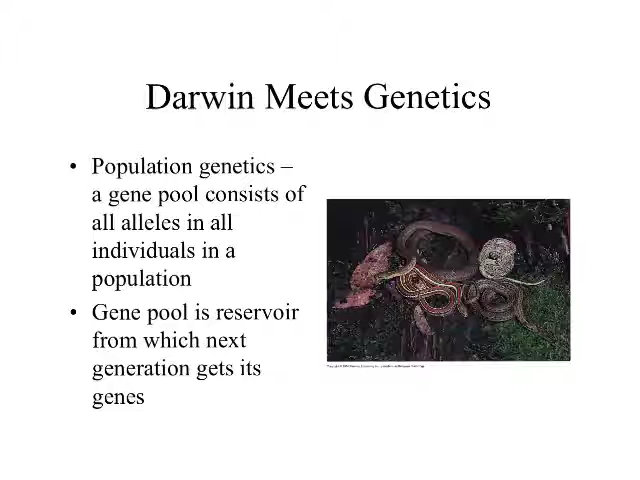 Darwin Meets Genetics
• Population genetics –
a gene pool consists of
all alleles in all
individuals in a
population
• Gene pool is reservoir
from which next
generation gets its
genes